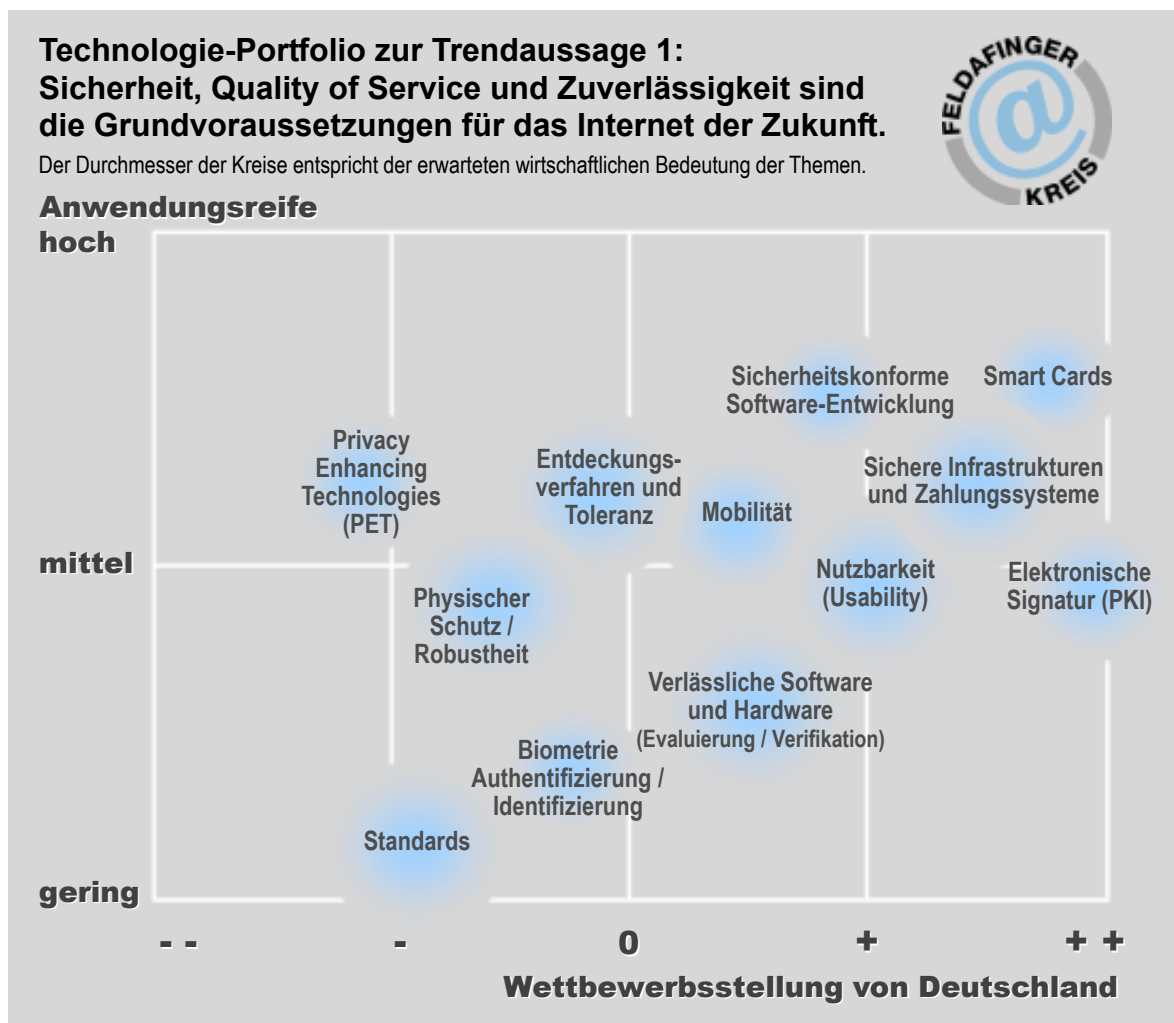 Technologie-Portfolio zur Trendaussage 1:
Sicherheit, Quality of Service und Zuverlässigkeit sind
die Grundvoraussetzungen für das Internet der Zukunft.
Der Durchmesser der Kreise entspricht der erwarteten wirtschaftlichen Bedeutung der Themen.
FELDAFINGER
@
KREIS
Anwendungsreife
hoch
Sicherheitskonforme
Software-Entwicklung
Smart Cards
Privacy
Enhancing
Technologies
(PET)
Entdeckungs-
verfahren und
Toleranz
Mobilität
Sichere Infrastrukturen
und Zahlungssysteme
mittel
Physischer
Schutz /
Robustheit
Nutzbarkeit
(Usability)
Elektronische
Signatur (PKI)
Verlässliche Software
und Hardware
(Evaluierung / Verifikation)
Biometrie
Authentifizierung /
Identifizierung
Standards
gering
- - - 0 + + +
Wettbewerbsstellung von Deutschland